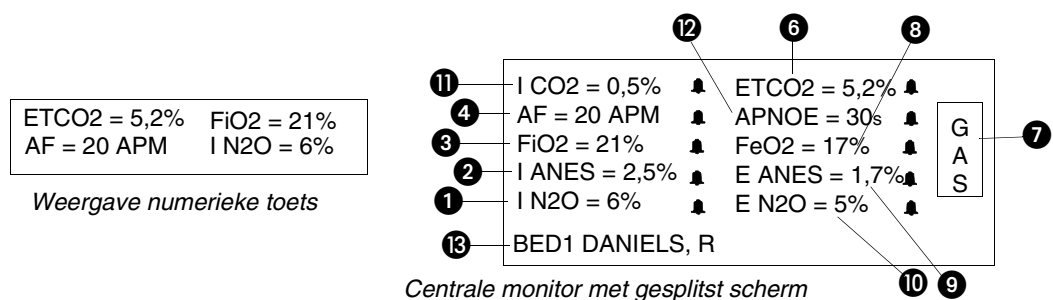 ETCO2 = 5,2% FiO2 = 21%
AF = 20 APM I N2O = 6%
Weergave numerieke toets
12 6 8
11 I CO2 = 0,5% ETCO2 = 5,2%
4 AF = 20 APM APNOE = 30s
3 FiO2 = 21% FeO2 = 17%
2 I ANES = 2,5% E ANES = 1,7%
1 I N2O = 6% E N2O = 5%
G
A
S
7
13 BED1 DANIELS, R
10 9
Centrale monitor met gesplitst scherm